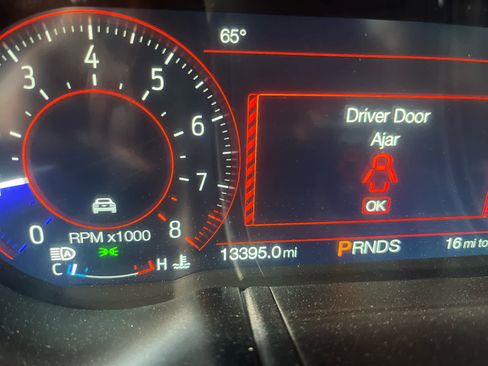 65°
3
4
5
6
7
8
0
Driver Door
Ajar
OK
RPM x1000
A
C
H
13395.0 mi
PRNDS
16 mi to